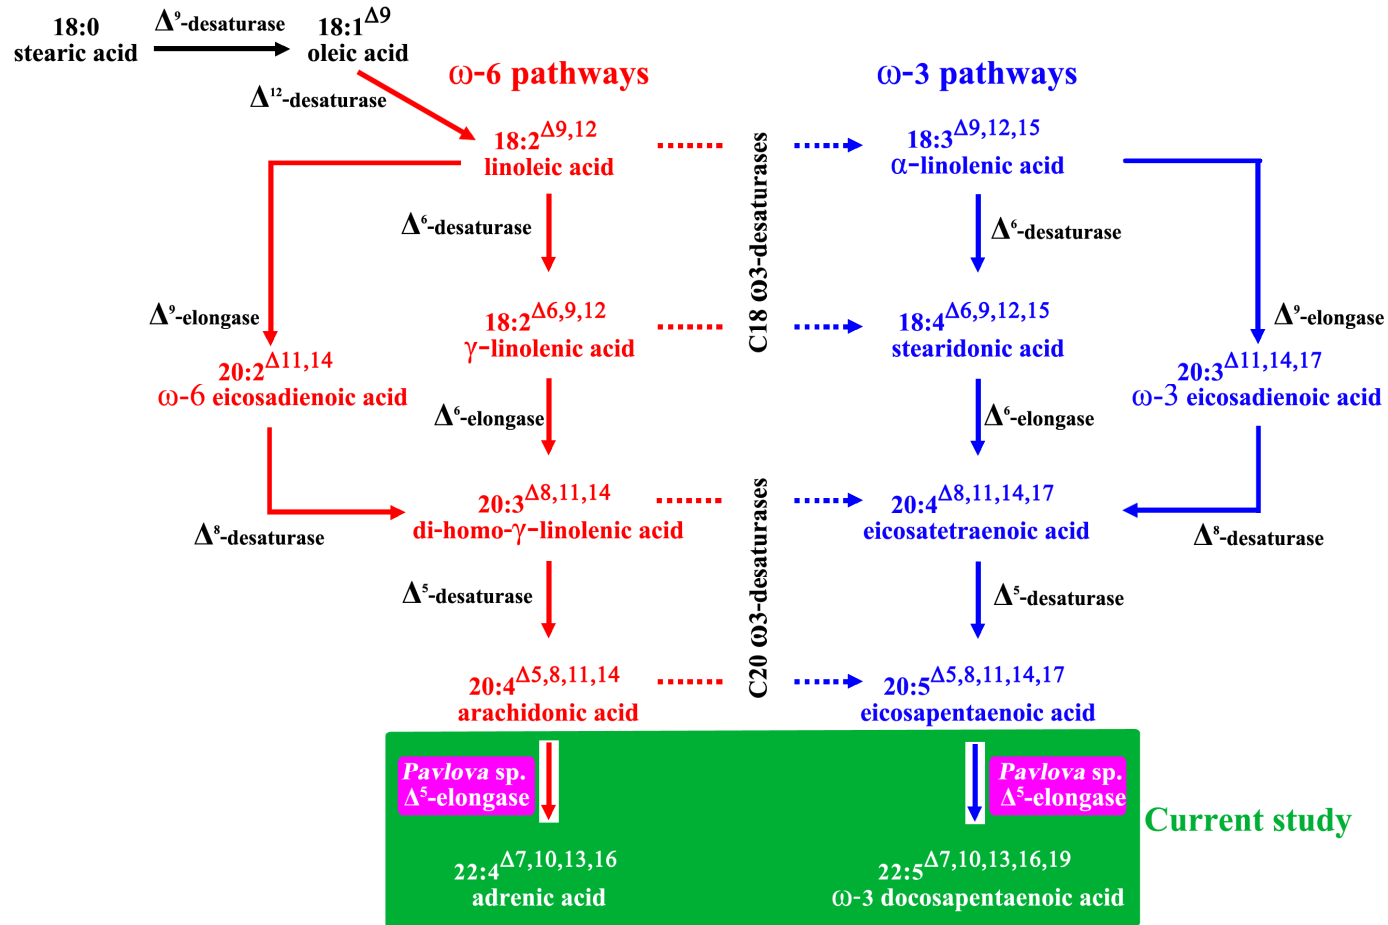 18:0
stearic acid
Δ⁹-desaturase
18:1Δ9
oleic acid
Δ¹²-desaturase
ω-6 pathways
ω-3 pathways
18:2Δ9,12
linoleic acid
C18 ω3-desaturases
18:3Δ9,12,15
α-linolenic acid
Δ⁶-desaturase
Δ⁶-desaturase
Δ⁹-elongase
18:2Δ6,9,12
γ-linolenic acid
18:4Δ6,9,12,15
stearidonic acid
Δ⁹-elongase
20:2Δ11,14
ω-6 eicosadienoic acid
20:3Δ11,14,17
ω-3 eicosadienoic acid
Δ⁶-elongase
Δ⁶-elongase
20:3Δ8,11,14
di-homo-γ-linolenic acid
C20 ω3-desaturases
20:4Δ8,11,14,17
eicosatetraenoic acid
Δ⁸-desaturase
Δ⁸-desaturase
Δ⁵-desaturase
Δ⁵-desaturase
20:4Δ5,8,11,14
arachidonic acid
20:5Δ5,8,11,14,17
eicosapentaenoic acid
Pavlova sp.
Δ⁵-elongase
Pavlova sp.
Δ⁵-elongase
Current study
22:4Δ7,10,13,16
adrenic acid
22:5Δ7,10,13,16,19
ω-3 docosapentaenoic acid